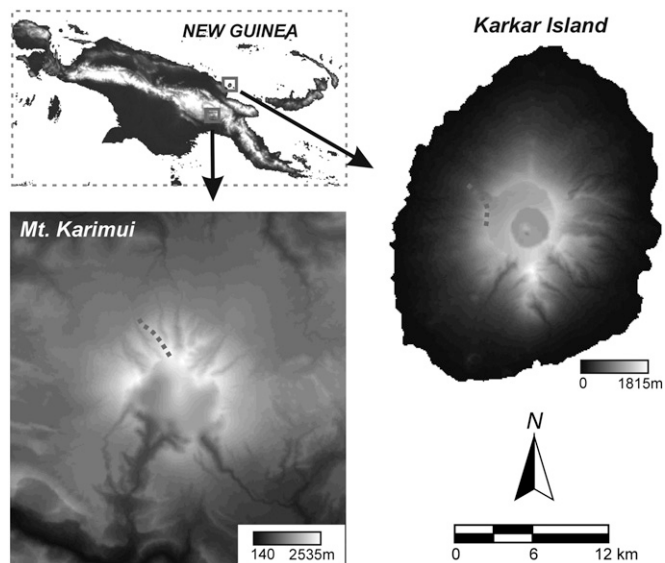 NEW GUINEA
Karkar Island
Mt. Karimui
0 1815m
N
140 2535m
0 6 12 km